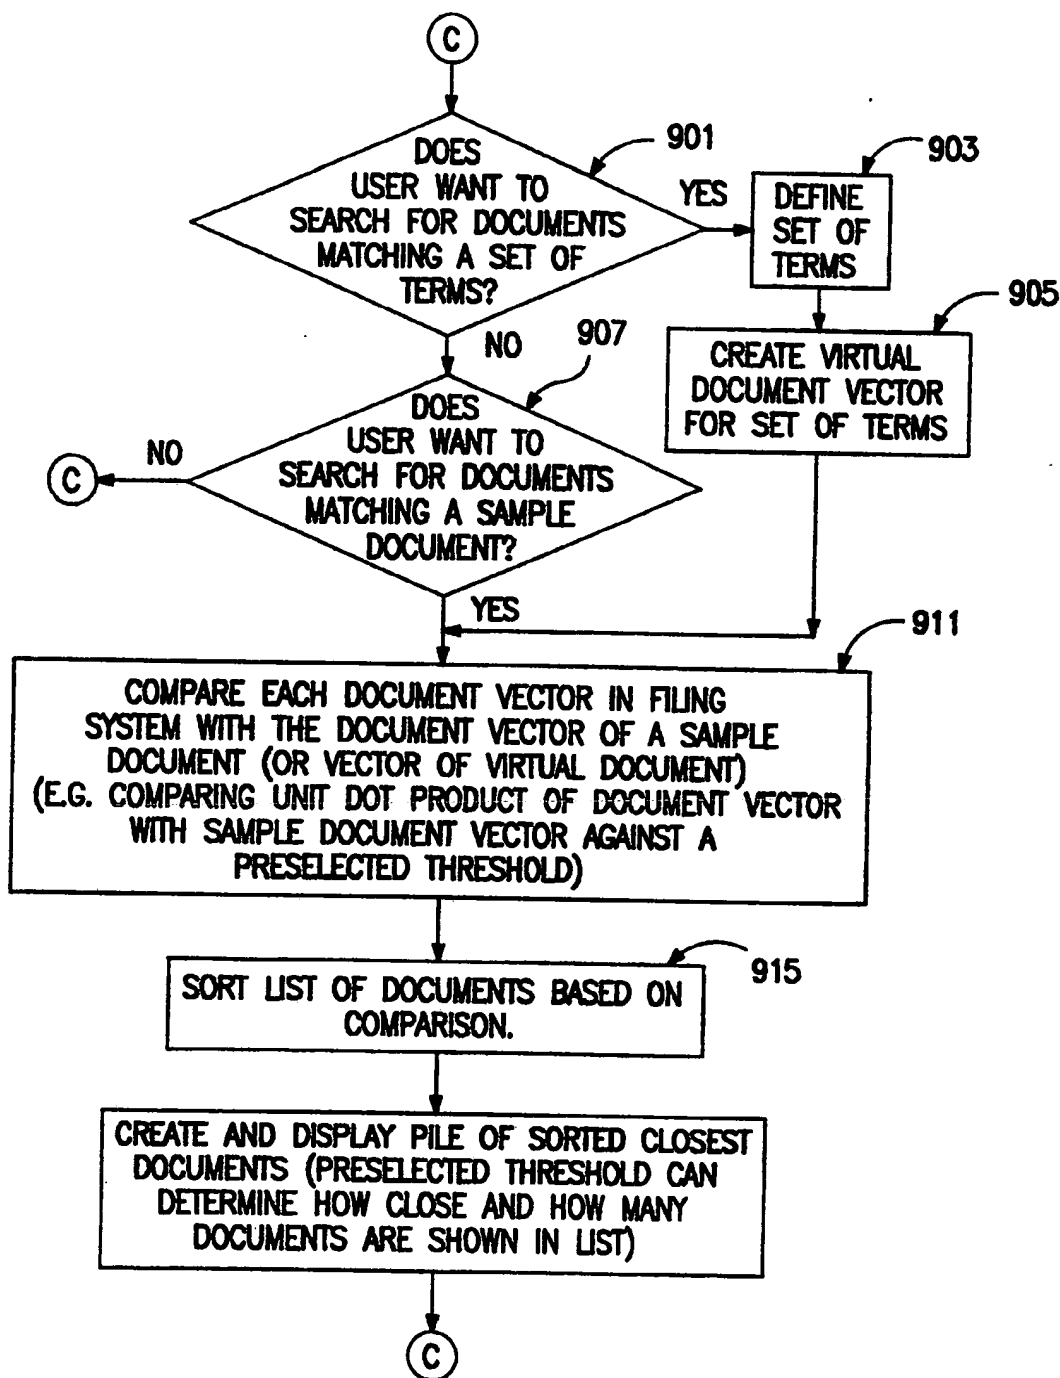 C
DOES
USER WANT TO
SEARCH FOR DOCUMENTS
MATCHING A SET OF
TERMS?
901
YES
903
DEFINE
SET OF
TERMS
905
CREATE VIRTUAL
DOCUMENT VECTOR
FOR SET OF TERMS
NO
907
DOES
USER WANT TO
SEARCH FOR DOCUMENTS
MATCHING A SAMPLE
DOCUMENT?
NO
C
YES
911
COMPARE EACH DOCUMENT VECTOR IN FILING
SYSTEM WITH THE DOCUMENT VECTOR OF A SAMPLE
DOCUMENT (OR VECTOR OF VIRTUAL DOCUMENT)
(E.G. COMPARING UNIT DOT PRODUCT OF DOCUMENT VECTOR
WITH SAMPLE DOCUMENT VECTOR AGAINST A
PRESELECTED THRESHOLD)
915
SORT LIST OF DOCUMENTS BASED ON
COMPARISON.
CREATE AND DISPLAY PILE OF SORTED CLOSEST
DOCUMENTS (PRESELECTED THRESHOLD CAN
DETERMINE HOW CLOSE AND HOW MANY
DOCUMENTS ARE SHOWN IN LIST)
C